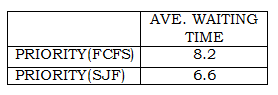 AVE. WAITING
TIME
PRIORITY(FCFS) 8.2
PRIORITY(SJF) 6.6